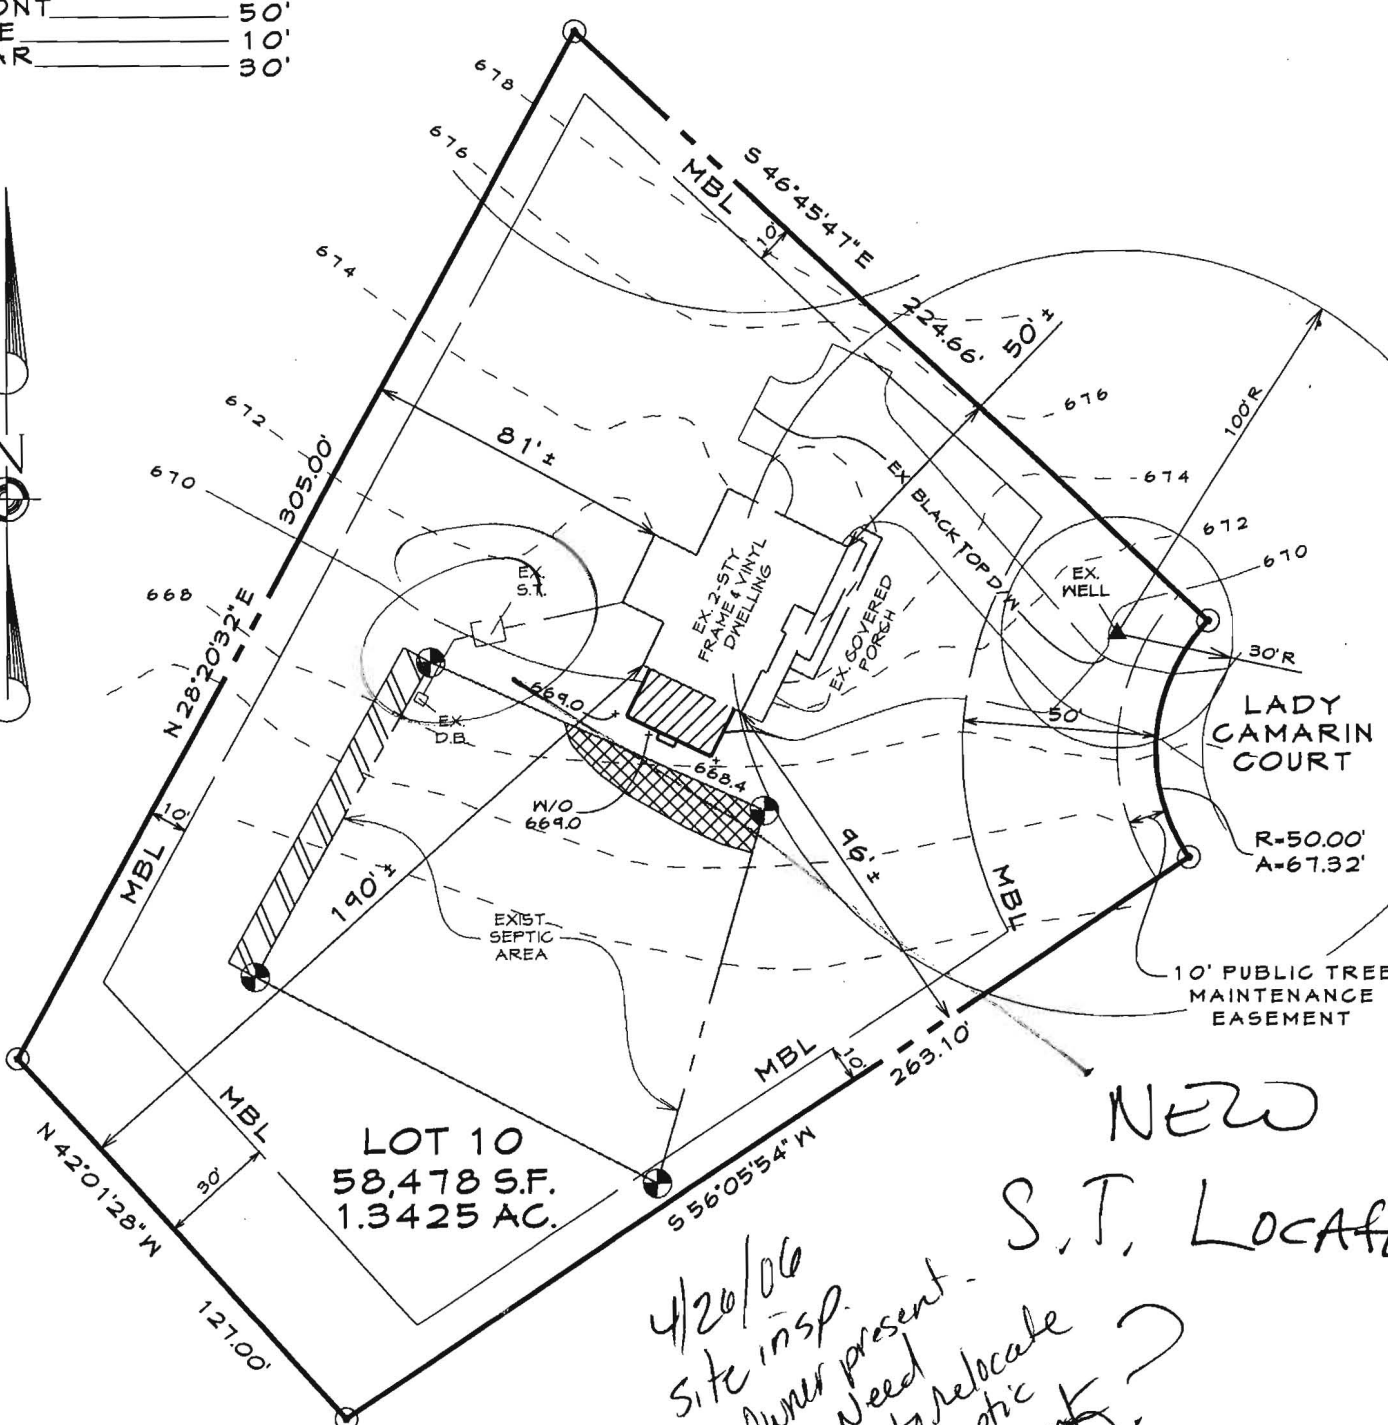 50'
10'
30'
678
676
674
672
670
668
N
S 46°45'47" E
224.66'
MBL
10'
50'±
100'R
676
674
672
670
305.00'
N 28°20'32" E
81'±
EX.
S.T.
EX. 2-STY
FRAME & VINYL
DWELLING
EX. BLACK TOP D/W
EX. COVERED
PORCH
EX.
WELL
30'R
LADY
CAMARIN
COURT
50'
R=50.00'
A=67.32'
EX.
D.B.
669.0
668.4
W/O
669.0
10'
MBL
190'±
96'±
MBL
EXIST.
SEPTIC
AREA
10' PUBLIC TREE
MAINTENANCE
EASEMENT
MBL
10'
263.10'
S 56°05'54" W
MBL
30'
N 42°01'28" W
127.00'
LOT 10
58,478 S.F.
1.3425 AC.
NEW
S.T.
4/26/06
site insp.
owner present.
Need
to relocate